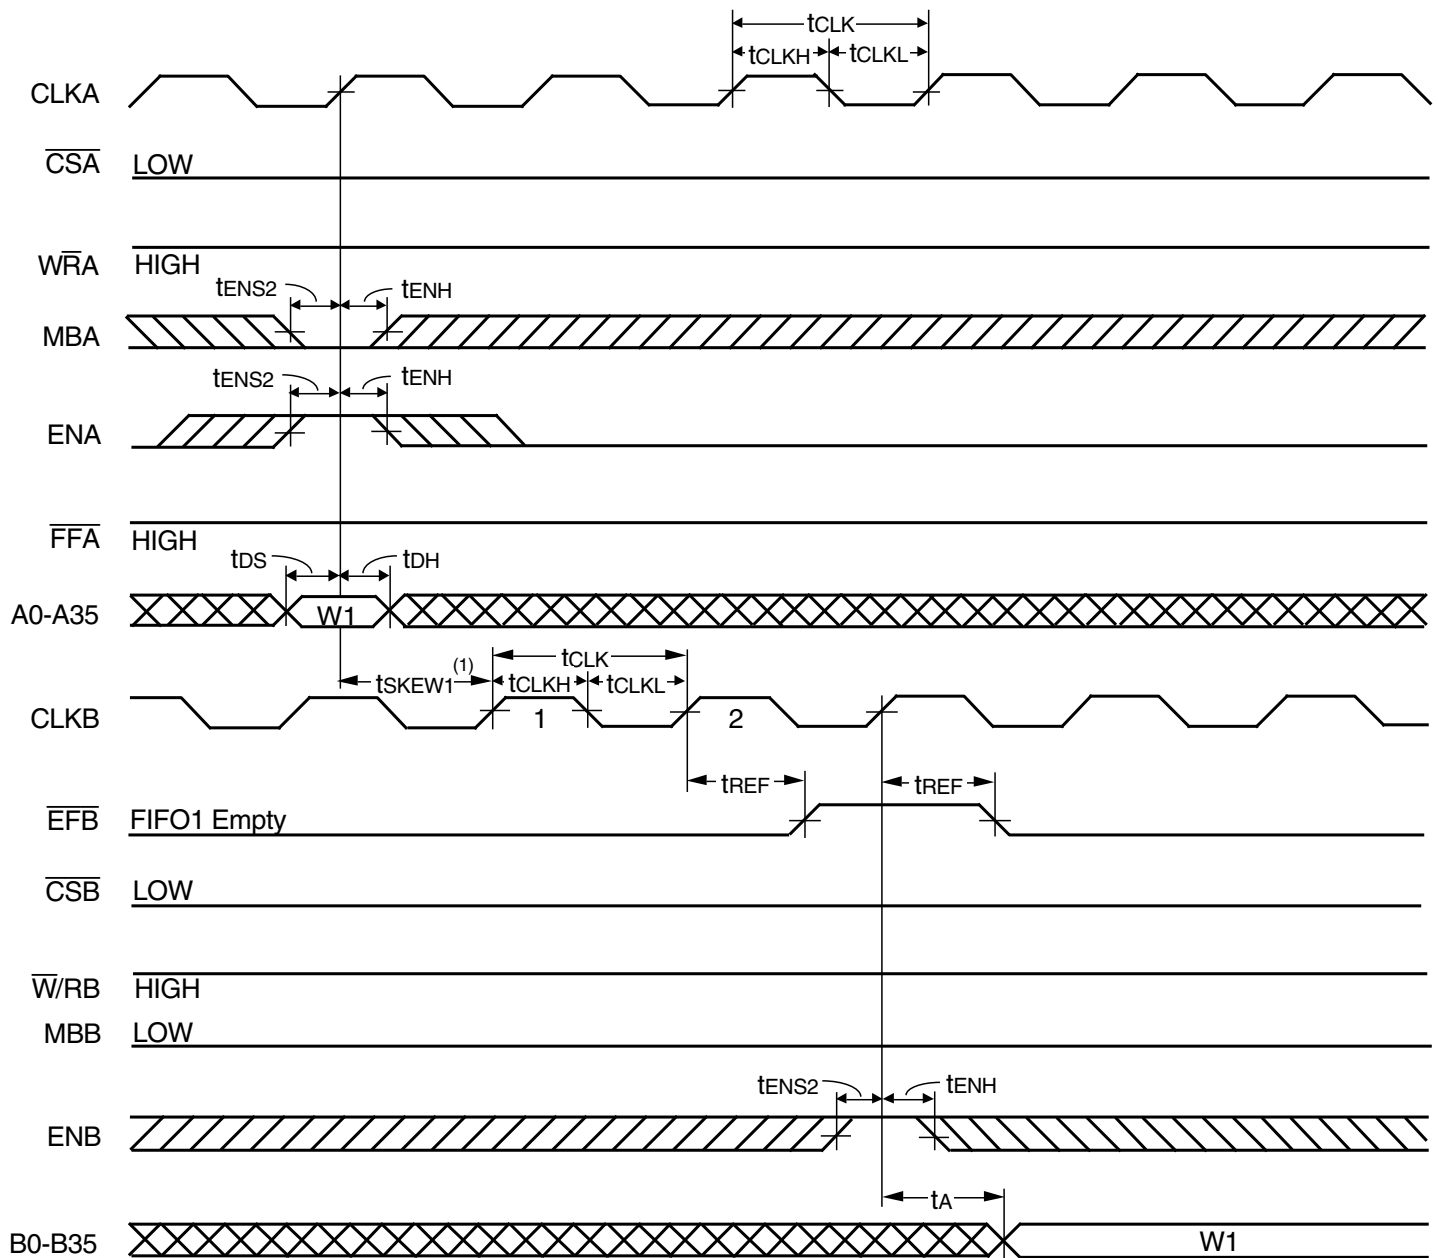 tCLK
tCLKH tCLKL
CLKA
CSA LOW
WRA HIGH
tENS2 tENH
MBA
tENS2 tENH
ENA
FFA HIGH
tDS tDH
A0-A35 W1
tSKEW1(1) tCLK
tCLKH tCLKL
CLKB 1 2
tREF tREF
EFB FIFO1 Empty
CSB LOW
W/RB HIGH
MBB LOW
tENS2 tENH
ENB
tA
B0-B35 W1